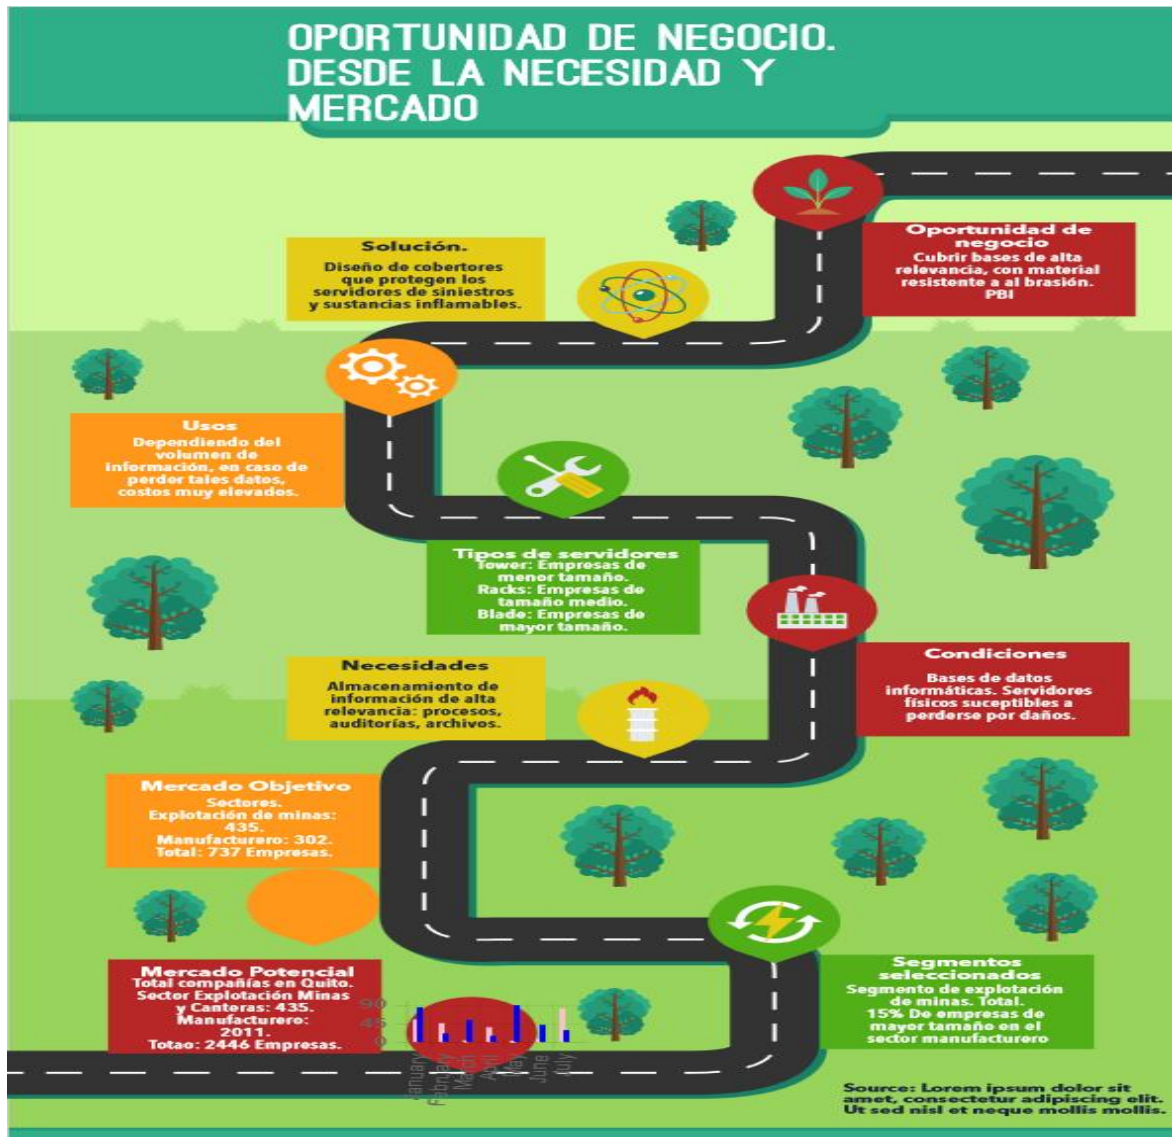 OPORTUNIDAD DE NEGOCIO.
DESDE LA NECESIDAD Y
MERCADO
Oportunidad de
negocio
Cubrir bases de alta
relevancia, con material
resistente a al brasión.
PBI
Solución.
Diseño de cobertores
que protegen los
servidores de siniestros
y sustancias inflamables.
Usos
Dependiendo del
volumen de
información, en caso de
perder tales datos,
costos muy elevados.
Tipos de servidores
Tower: Empresas de
menor tamaño.
Racks: Empresas de
tamaño medio.
Blade: Empresas de
mayor tamaño.
Condiciones
Bases de datos
informáticas. Servidores
físicos suceptibles a
perderse por daños.
Necesidades
Almacenamiento de
información de alta
relevancia: procesos,
auditorías, archivos.
Mercado Objetivo
Sectores.
Explotación de minas:
435.
Manufacturero: 302.
Total: 737 Empresas.
Segmentos
seleccionados
Segmento de explotación
de minas. Total.
15% De empresas de
mayor tamaño en el
sector manufacturero
Mercado Potencial
Total compañías en Quito.
Sector Explotación Minas
y Canteras: 435.
Manufacturero:
2011.
Totao: 2446 Empresas.
90
45
0
January
February
March
April
May
June
July
Source: Lorem ipsum dolor sit
amet, consectetur adipiscing elit.
Ut sed nisl et neque mollis mollis.